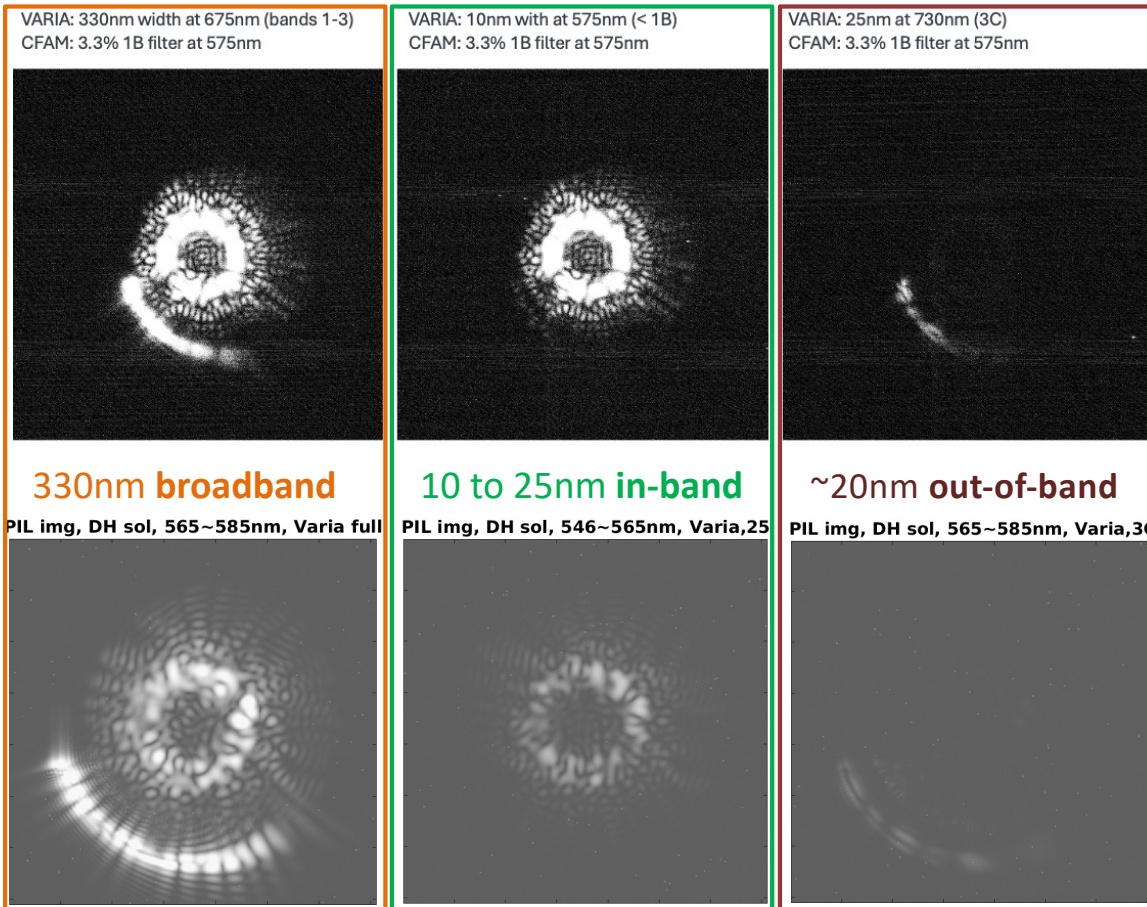 VARIA: 330nm width at 675nm (bands 1-3)
CFAM: 3.3% 1B filter at 575nm
VARIA: 10nm with at 575nm (< 1B)
CFAM: 3.3% 1B filter at 575nm
VARIA: 25nm at 730nm (3C)
CFAM: 3.3% 1B filter at 575nm
330nm broadband
10 to 25nm in-band
~20nm out-of-band
PIL img, DH sol, 565~585nm, Varia full
PIL img, DH sol, 546~565nm, Varia,25
PIL img, DH sol, 565~585nm, Varia,3